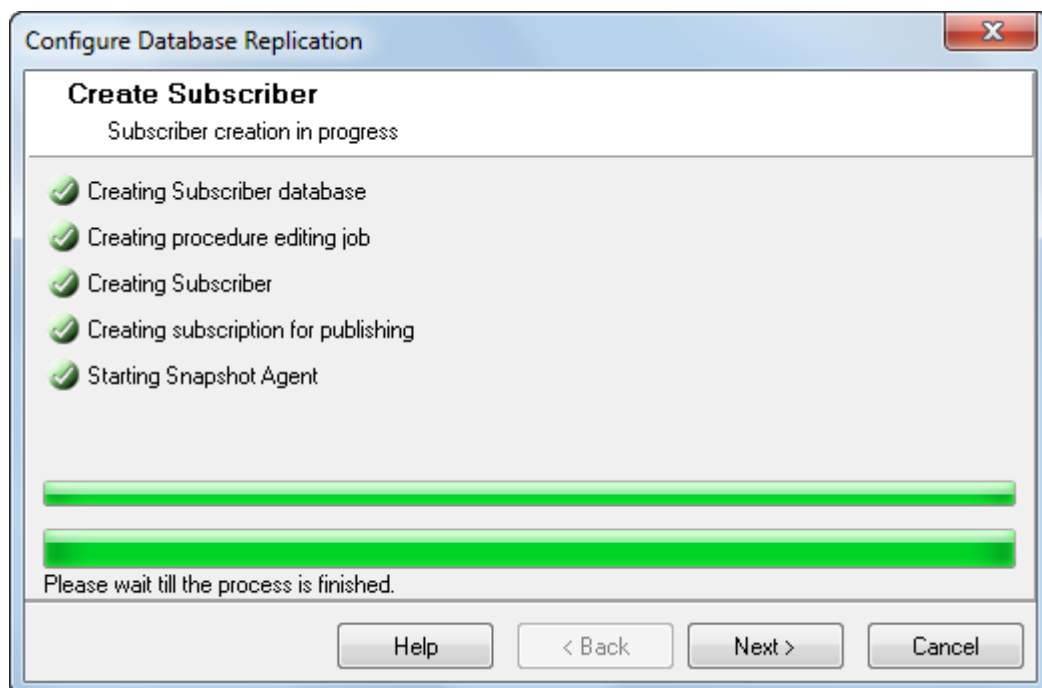 Configure Database Replication
Create Subscriber
Subscriber creation in progress
Creating Subscriber database
Creating procedure editing job
Creating Subscriber
Creating subscription for publishing
Starting Snapshot Agent
Please wait till the process is finished.
Help < Back Next > Cancel